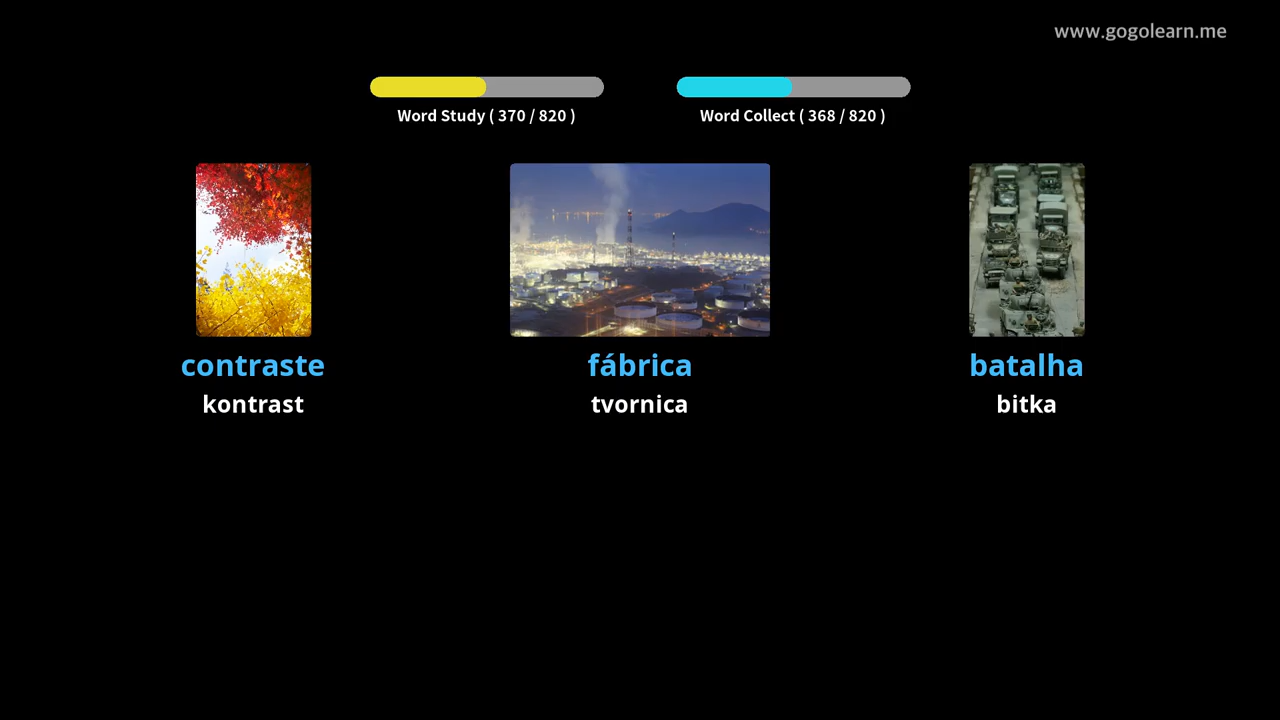 www.gogolearn.me
Word Study ( 370 / 820 )
Word Collect ( 368 / 820 )
contraste
kontrast
fábrica
tvornica
batalha
bitka